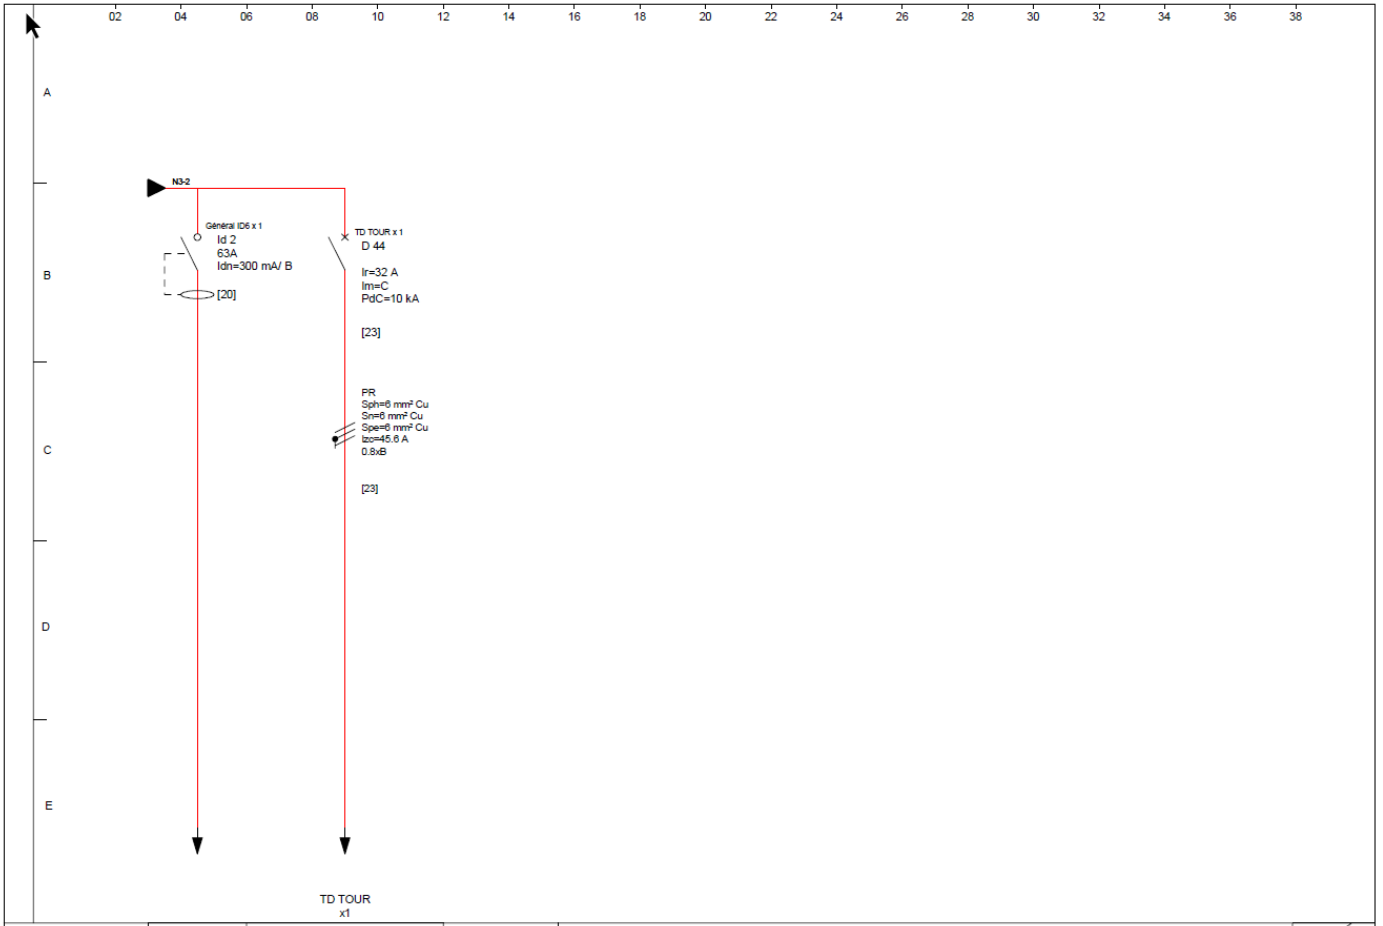 02 04 06 08 10 12 14 16 18 20 22 24 26 28 30 32 34 36 38
A
N3-2
Général ID6 x 1
Id 2
63A
Idn=300 mA/ B
[20]
TD TOUR x 1
D 44
Ir=32 A
Im=C
PdC=10 kA
[23]
B
PR
Sph=6 mm² Cu
Sn=6 mm² Cu
Spe=6 mm² Cu
Izo=45.6 A
0.8xB
[23]
C
D
E
TD TOUR
x1